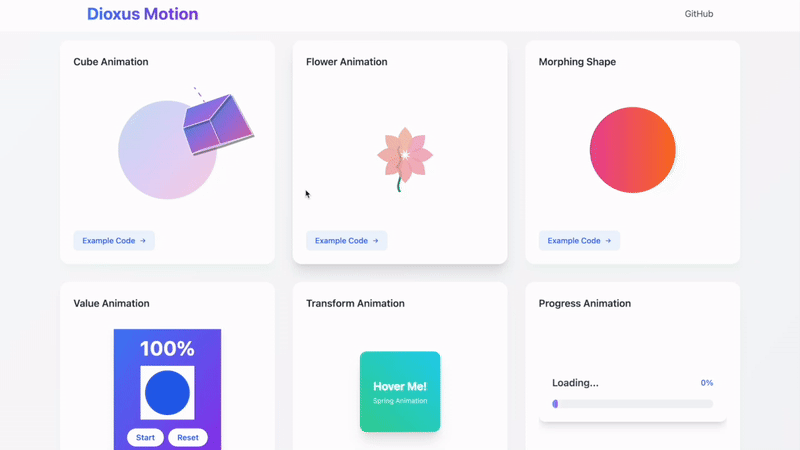 Dioxus Motion
GitHub
Cube Animation
Flower Animation
Morphing Shape
Example Code →
Example Code →
Example Code →
Value Animation
Transform Animation
Progress Animation
100%
Start
Reset
Hover Me!
Spring Animation
Loading...
0%